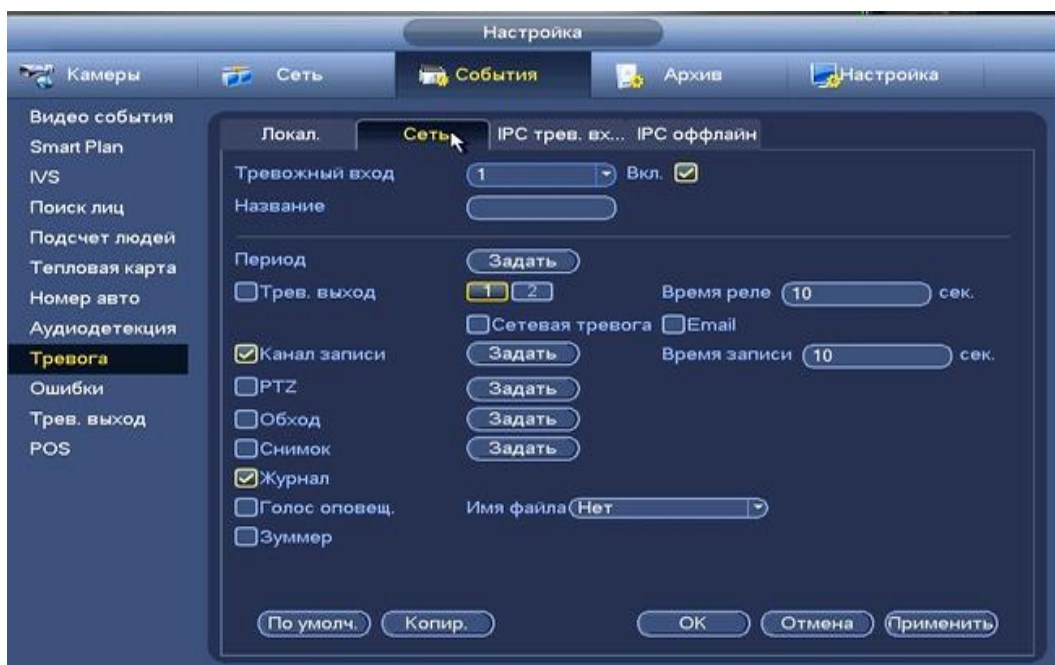 Настройка
Камеры Сеть События Архив Настройка
Видео события
Smart Plan
IVS
Поиск лиц
Подсчет людей
Тепловая карта
Номер авто
Аудиодетекция
Тревога
Ошибки
Трев. выход
POS
Локал. Сеть IPC трев. вх... IPC оффлайн
Тревожный вход 1 Вкл.
Название
Период Задать
Трев. выход 1 2 Время реле 10 сек.
Сетевая тревога Email
Канал записи Задать Время записи 10 сек.
PTZ Задать
Обход Задать
Снимок Задать
Журнал
Голос оповещ. Имя файла Нет
Зуммер
По умолч. Копир. OK Отмена Применить